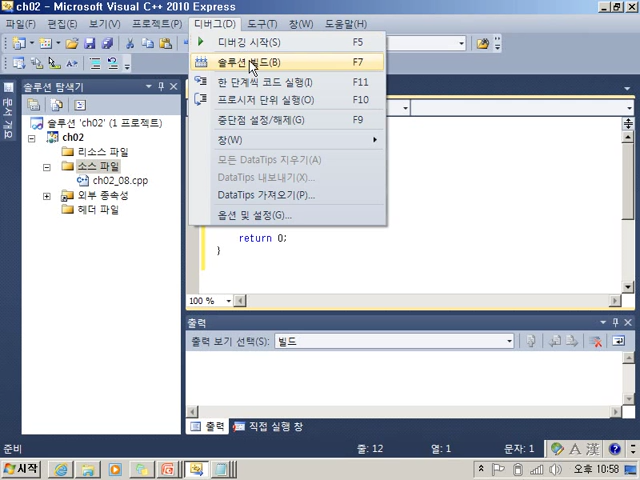 ch02 - Microsoft Visual C++ 2010 Express
파일(F) 편집(E) 보기(V) 프로젝트(P) 디버그(D) 도구(T) 창(W) 도움말(H)
디버깅 시작(S) F5
솔루션 빌드(B) F7
한 단계씩 코드 실행(I) F11
프로시저 단위 실행(O) F10
중단점 설정/해제(G) F9
창(W)
모든 DataTips 지우기(A)
DataTips 내보내기(X)...
DataTips 가져오기(P)...
옵션 및 설정(G)...
문서 개요
솔루션 탐색기
솔루션 'ch02' (1 프로젝트)
ch02
리소스 파일
소스 파일
ch02_08.cpp
외부 종속성
헤더 파일
return 0;
}
100 %
출력
출력 보기 선택(S): 빌드
출력 직접 실행 창
준비 줄: 12 열: 1 문자: 1 A 漢
시작 오후 10:58